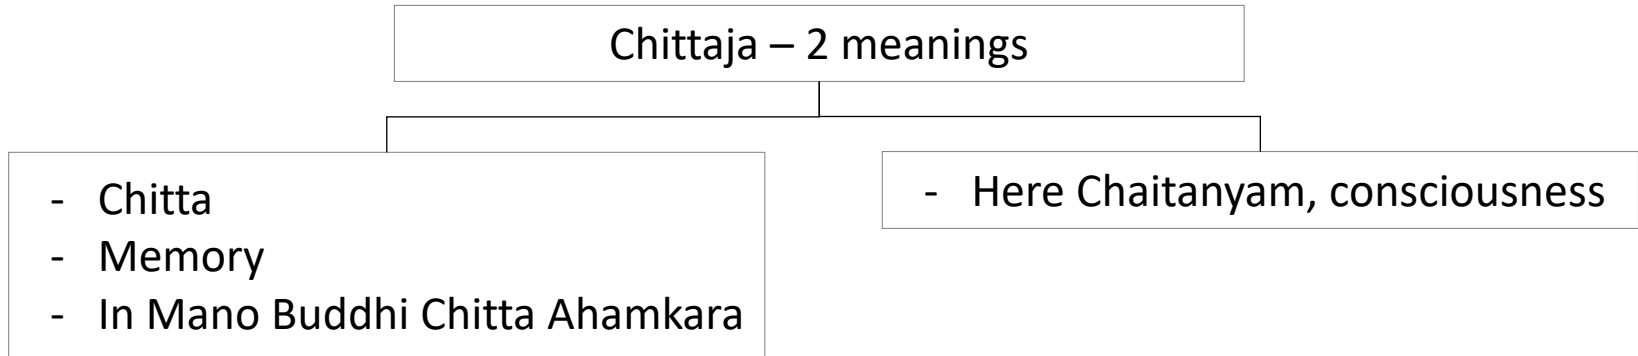 Chittaja – 2 meanings
- Chitta
- Memory
- In Mano Buddhi Chitta Ahamkara
- Here Chaitanyam, consciousness